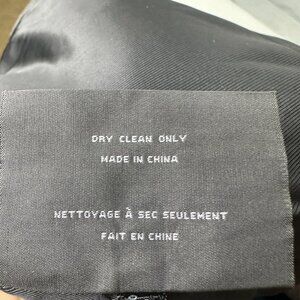 DRY CLEAN ONLY
MADE IN CHINA
NETTOYAGE À SEC SEULEMENT
FAIT EN CHINE